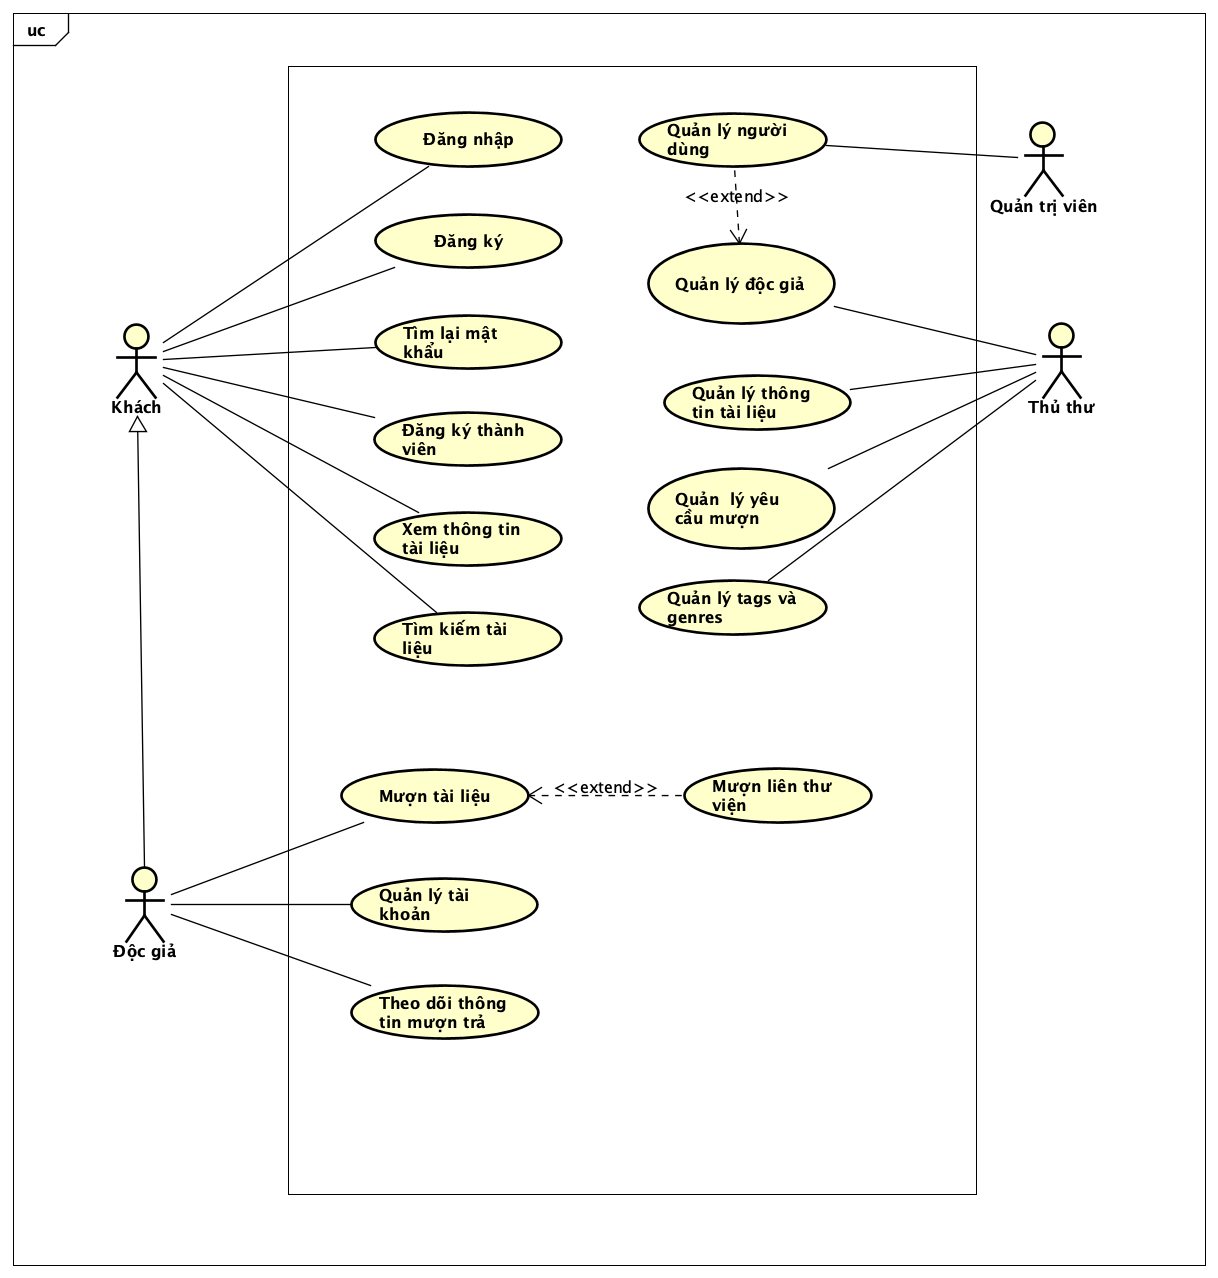 uc
Đăng nhập
Quản lý người
dùng
Quản trị viên
<<extend>>
Đăng ký
Quản lý độc giả
Tìm lại mật
khẩu
Khách
Thủ thư
Quản lý thông
tin tài liệu
Đăng ký thành
viên
Quản  lý yêu
cầu mượn
Xem thông tin
tài liệu
Quản lý tags và
genres
Tìm kiếm tài
liệu
Mượn tài liệu
<<extend>>
Mượn liên thư
viện
Quản lý tài
khoản
Độc giả
Theo dõi thông
tin mượn trả